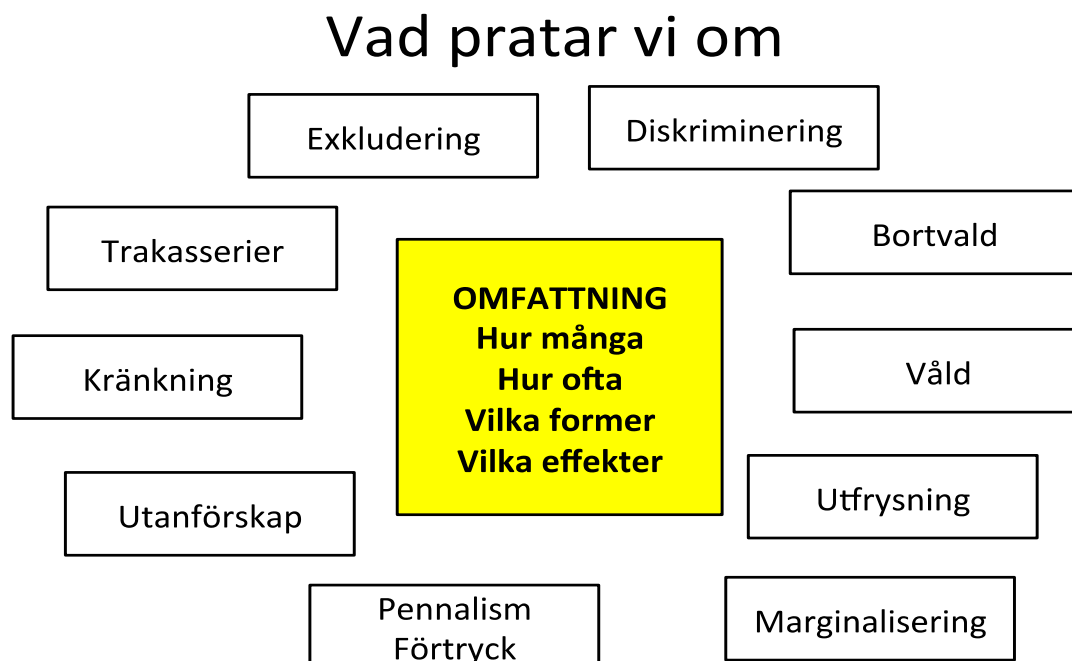 Vad pratar vi om
Exkludering
Diskriminering
Trakasserier
Bortvald
OMFATTNING
Hur många
Hur ofta
Vilka former
Vilka effekter
Kränkning
Våld
Utanförskap
Utfrysning
Pennalism
Förtryck
Marginalisering